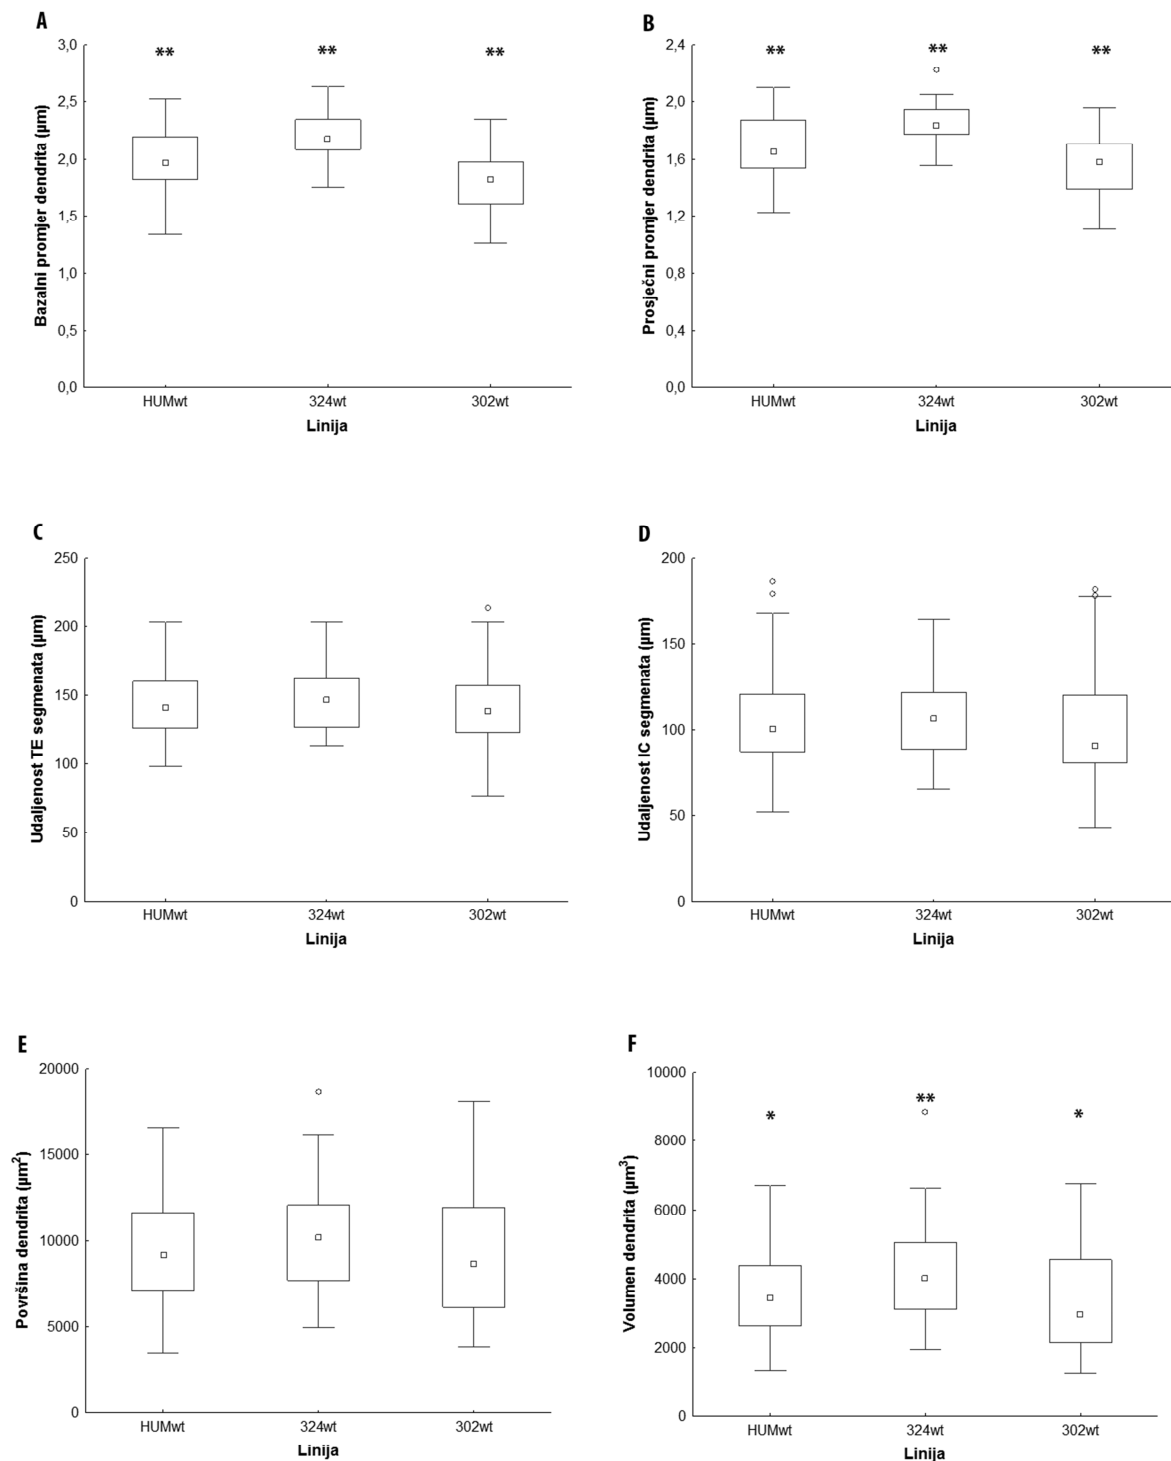 A
Bazalni promjer dendrita (µm)
3,0
2,5
2,0
1,5
1,0
0,5
0,0
** ** **
HUMwt 324wt 302wt
Linija
B
Prosječni promjer dendrita (µm)
2,4
2,0
1,6
1,2
0,8
0,4
0,0
** ** **
HUMwt 324wt 302wt
Linija
C
Udaljenost TE segmenata (µm)
250
200
150
100
50
0
HUMwt 324wt 302wt
Linija
D
Udaljenost IC segmenata (µm)
200
150
100
50
0
HUMwt 324wt 302wt
Linija
E
Površina dendrita (µm²)
20000
15000
10000
5000
0
HUMwt 324wt 302wt
Linija
F
Volumen dendrita (µm³)
10000
8000
6000
4000
2000
0
* ** *
HUMwt 324wt 302wt
Linija